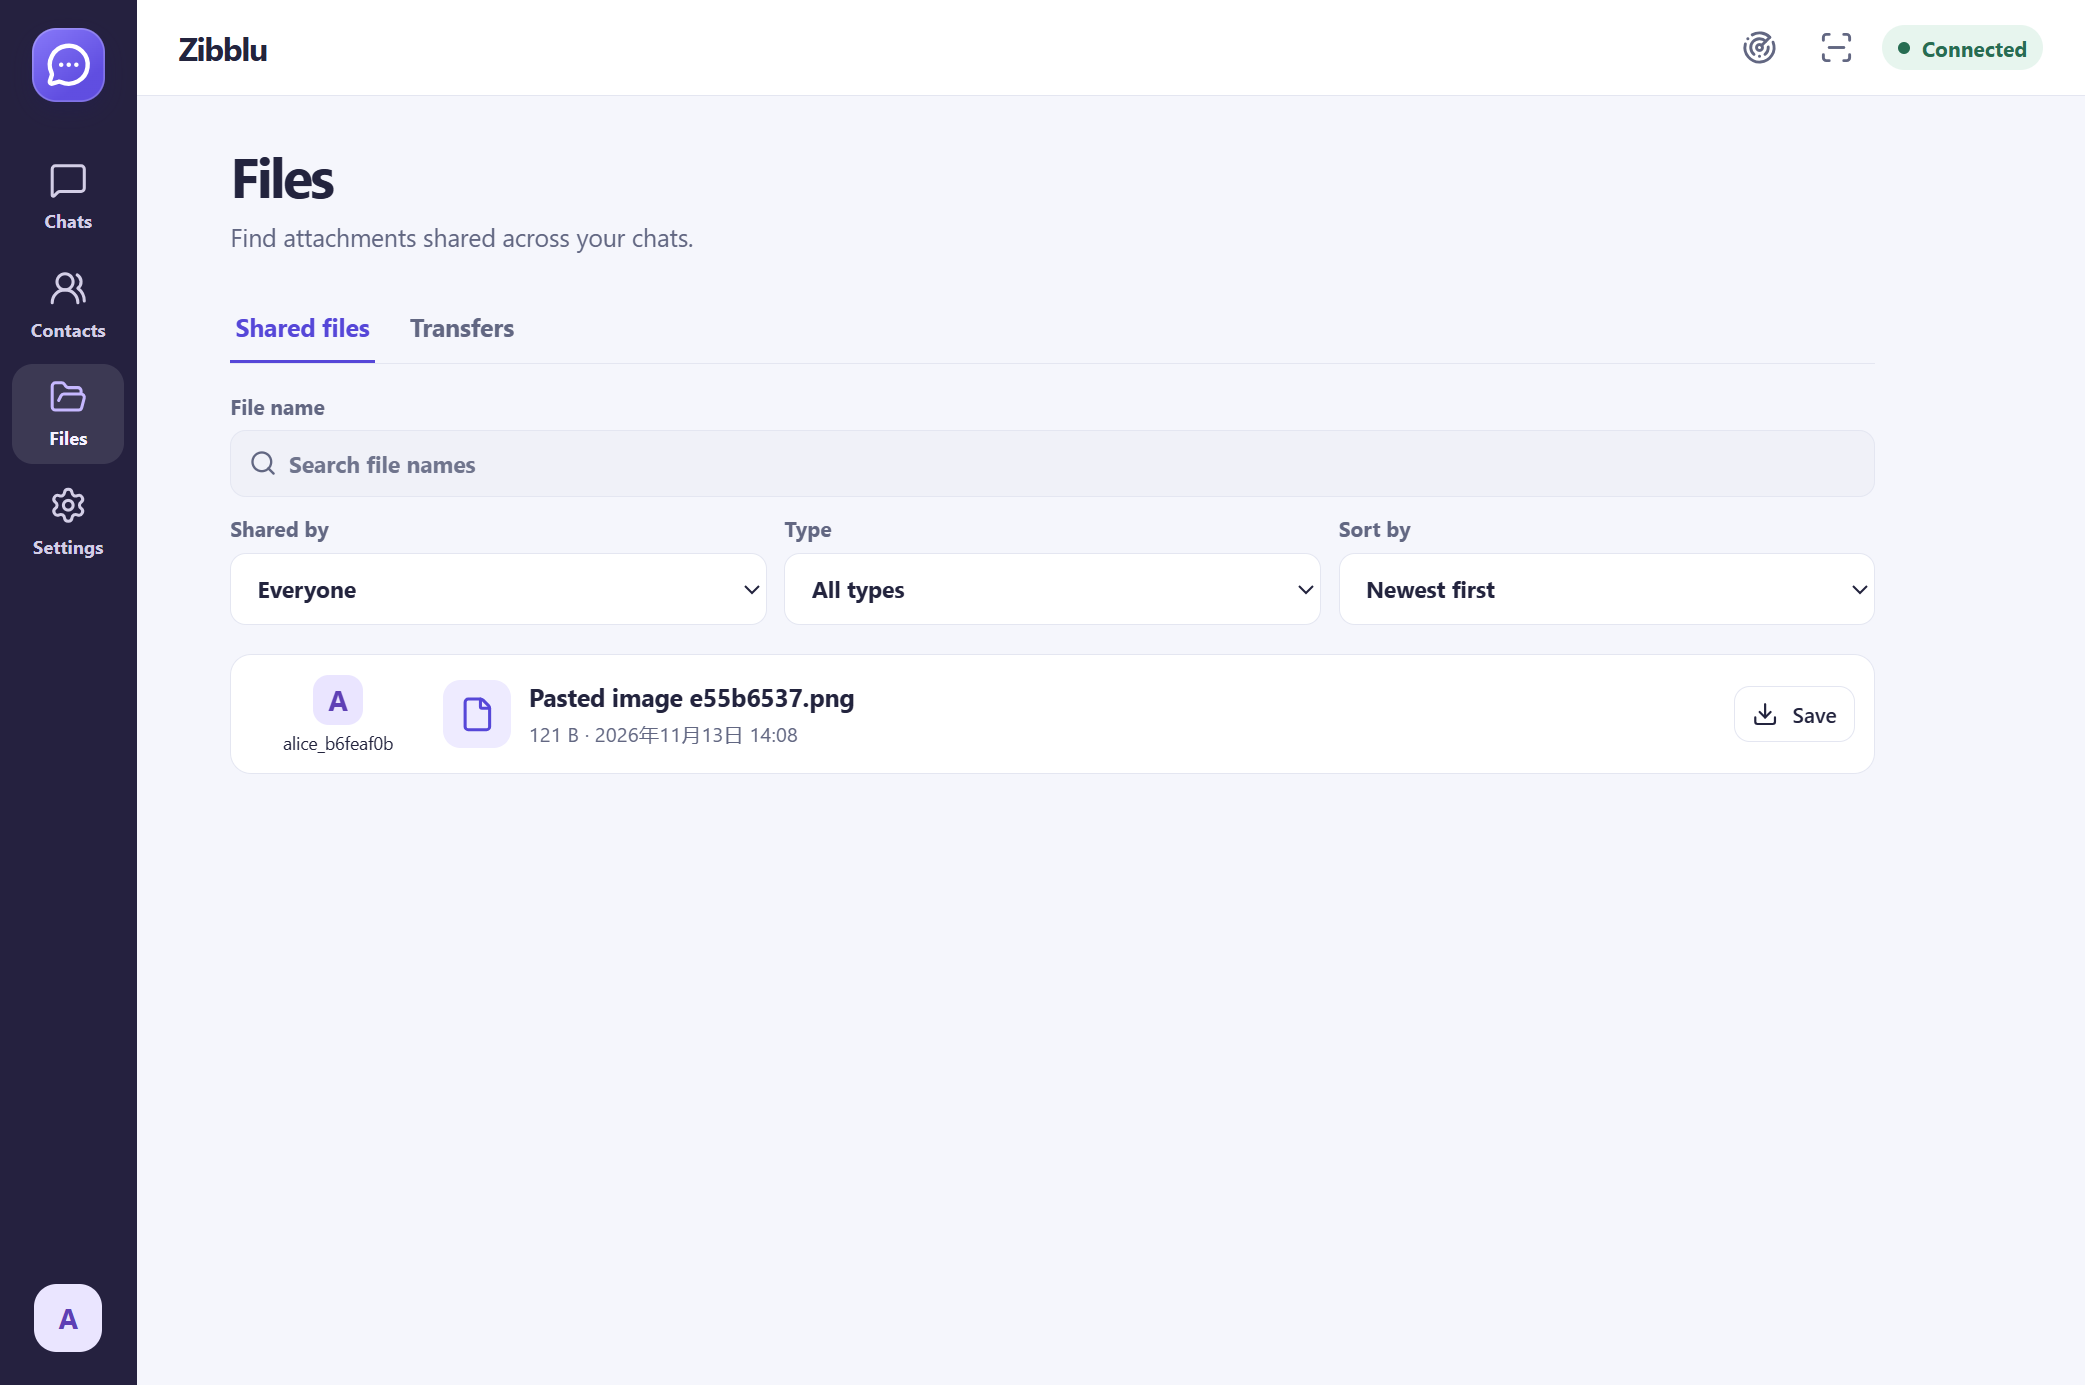 Zibblu
Connected
Chats
Contacts
Files
Settings
A
Files
Find attachments shared across your chats.
Shared files
Transfers
File name
Search file names
Shared by
Type
Sort by
Everyone
All types
Newest first
A
alice_b6feaf0b
Pasted image e55b6537.png
121 B · 2026年11月13日 14:08
Save